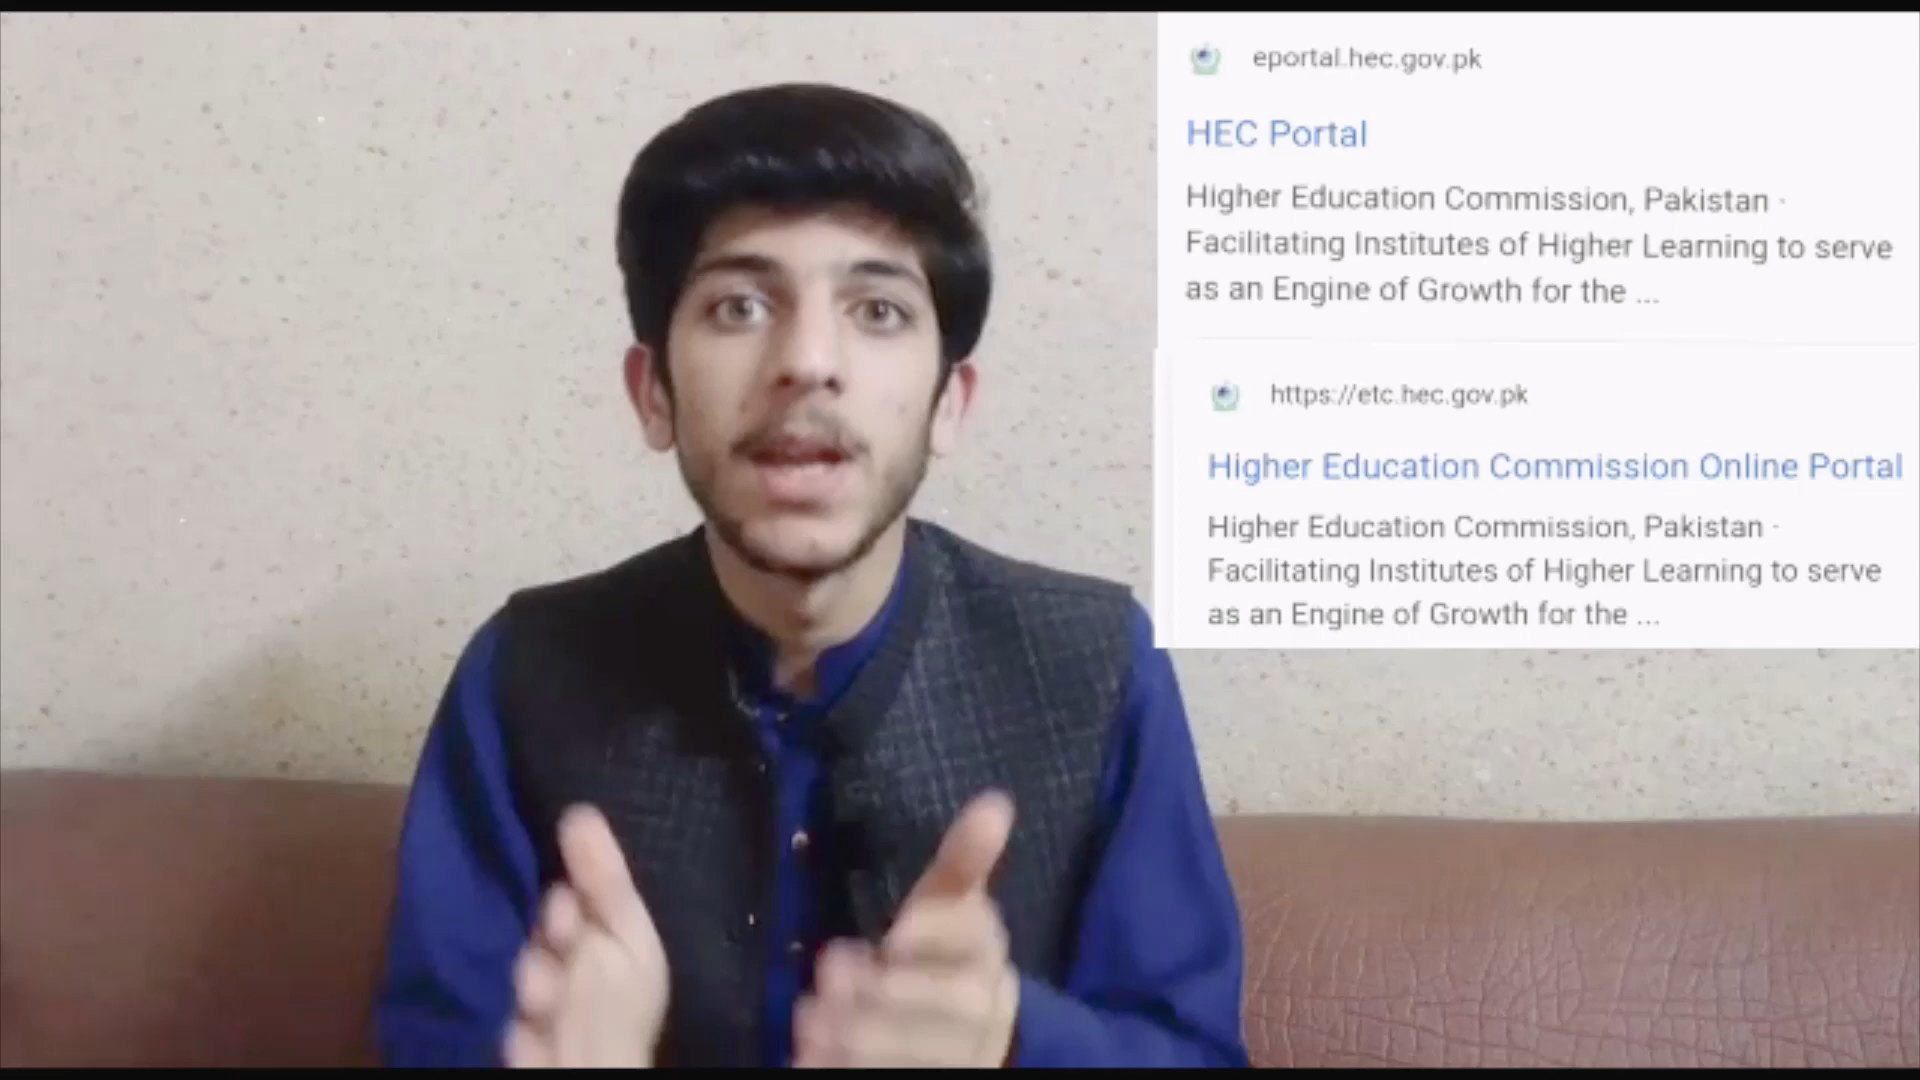 eportal.hec.gov.pk
HEC Portal
Higher Education Commission, Pakistan ·
Facilitating Institutes of Higher Learning to serve
as an Engine of Growth for the ...
https://etc.hec.gov.pk
Higher Education Commission Online Portal
Higher Education Commission, Pakistan ·
Facilitating Institutes of Higher Learning to serve
as an Engine of Growth for the ...